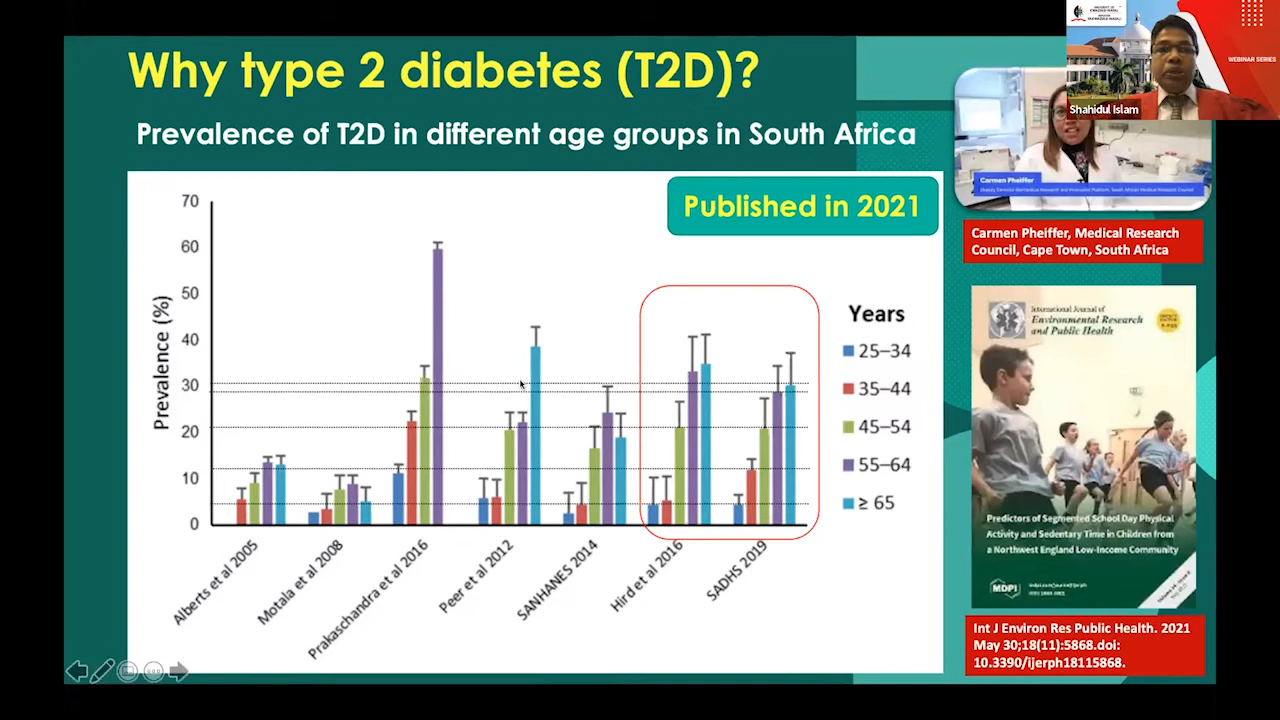 Why type 2 diabetes (T2D)?
Prevalence of T2D in different age groups in South Africa
Published in 2021
Prevalence (%)
70
60
50
40
30
20
10
0
Alberts et al 2005
Motala et al 2008
Prakaschandra et al 2016
Peer et al 2012
SANHANES 2014
Hird et al 2016
SADHS 2019
Years
25–34
35–44
45–54
55–64
≥ 65
UNIVERSITY OF
KWAZULU-NATAL
WEBINAR SERIES
Shahidul Islam
Carmen Pheiffer
Carmen Pheiffer, Medical Research
Council, Cape Town, South Africa
International Journal of
Environmental Research
and Public Health
Predictors of Segmented School Day Physical
Activity and Sedentary Time in Children from
a Northwest England Low-Income Community
MDPI
Int J Environ Res Public Health. 2021
May 30;18(11):5868.doi:
10.3390/ijerph18115868.